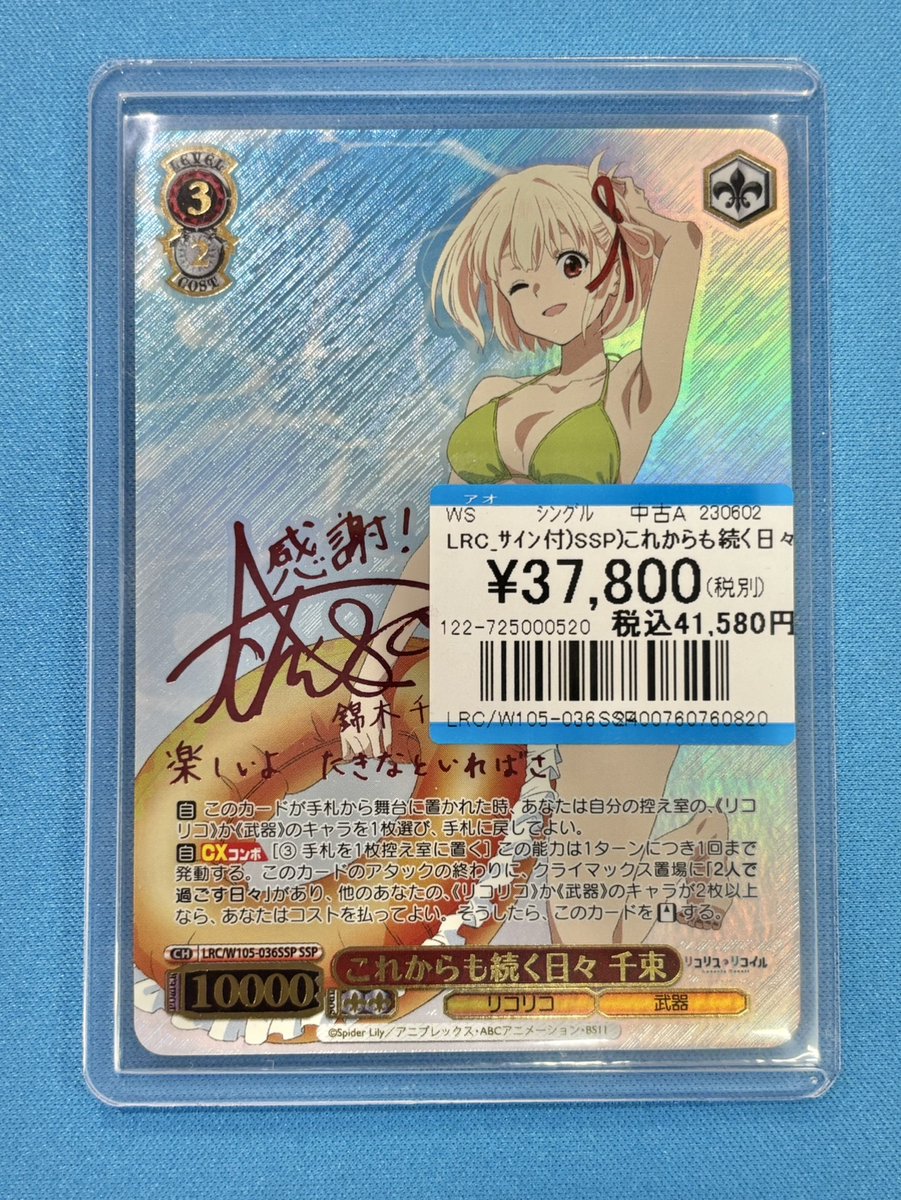 LEVEL
3
2
COST
アオ
WS シングル 中古A 230602
LRC_サイン付)SSP)これからも続く日々
¥37,800(税別)
122-725000520 税込41,580円
LRC/W105-036SSP 2400760760820
感謝!
錦木千
楽しいよ たきなといればさ
自 このカードが手札から舞台に置かれた時、あなたは自分の控え室の、《リコ
リコ》か《武器》のキャラを1枚選び、手札に戻してよい。
自 CXコンボ [③ 手札を1枚控え室に置く] この能力は1ターンにつき1回まで
発動する。このカードのアタックの終わりに、クライマックス置場に「2人で
過ごす日々」があり、他のあなたの、《リコリコ》か《武器》のキャラが2枚以上
なら、あなたはコストを払ってよい。そうしたら、このカードを する。
CH LRC/W105-036SSP SSP
これからも続く日々 千束
リコリス・リコイル
Lycoris Recoil
POWER 10000
SOUL
リコリコ 武器
©Spider Lily/アニプレックス・ABCアニメーション・BS11